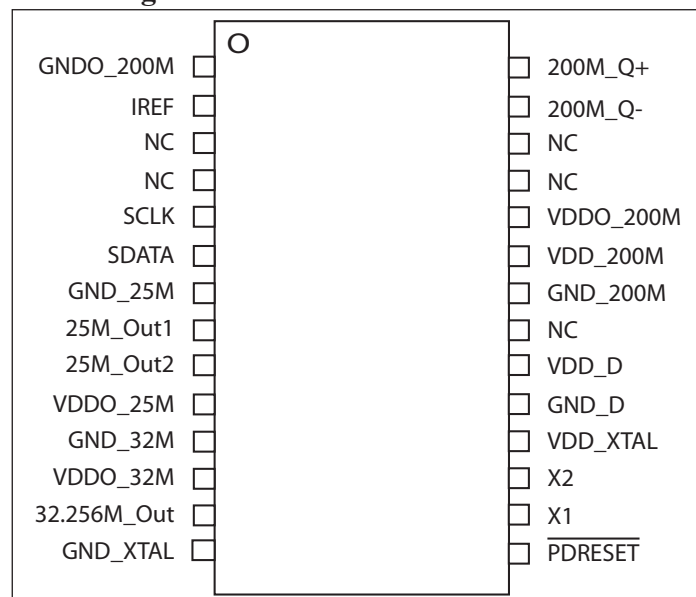 GNDO_200M
IREF
NC
NC
SCLK
SDATA
GND_25M
25M_Out1
25M_Out2
VDDO_25M
GND_32M
VDDO_32M
32.256M_Out
GND_XTAL
200M_Q+
200M_Q-
NC
NC
VDDO_200M
VDD_200M
GND_200M
NC
VDD_D
GND_D
VDD_XTAL
X2
X1
PDRESET